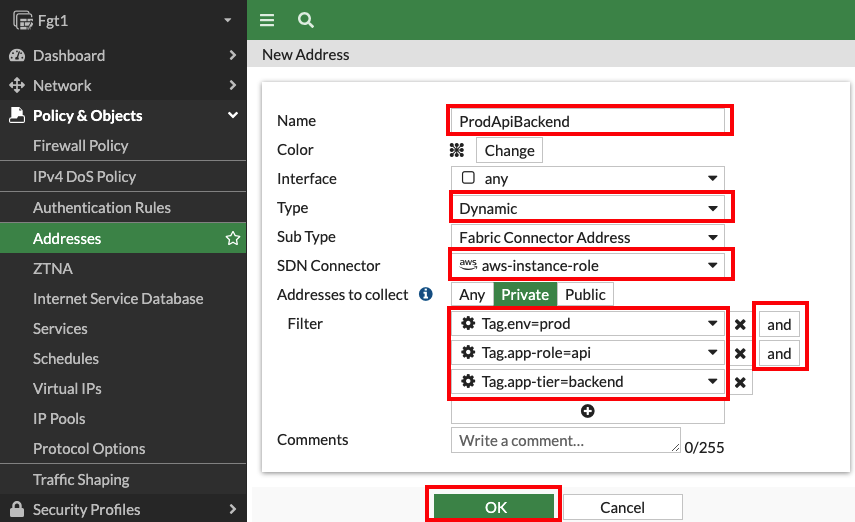 Fgt1
Dashboard
Network
Policy & Objects
Firewall Policy
IPv4 DoS Policy
Authentication Rules
Addresses
ZTNA
Internet Service Database
Services
Schedules
Virtual IPs
IP Pools
Protocol Options
Traffic Shaping
Security Profiles
New Address
Name ProdApiBackend
Color Change
Interface any
Type Dynamic
Sub Type Fabric Connector Address
SDN Connector aws aws-instance-role
Addresses to collect Any Private Public
Filter Tag.env=prod and
Tag.app-role=api and
Tag.app-tier=backend
Comments Write a comment... 0/255
OK Cancel